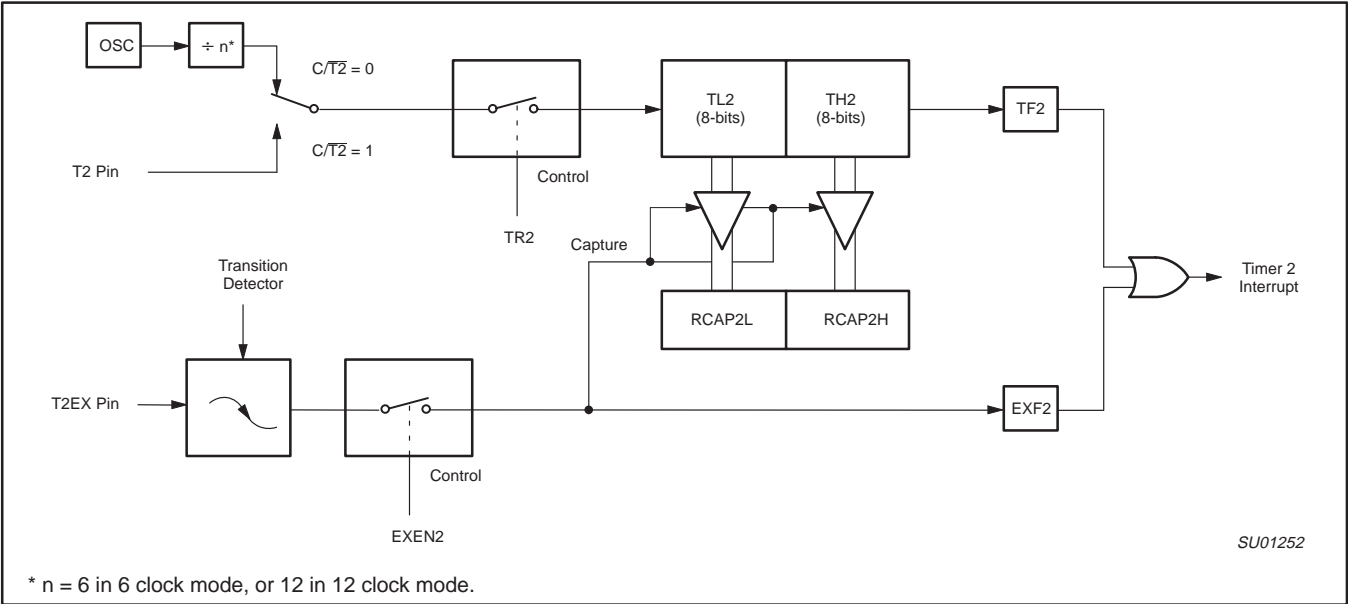 OSC
÷ n*
C/T2̅ = 0
C/T2̅ = 1
T2 Pin
Control
TR2
TL2
(8-bits)
TH2
(8-bits)
TF2
Capture
RCAP2L
RCAP2H
Timer 2
Interrupt
Transition
Detector
T2EX Pin
Control
EXEN2
EXF2
SU01252
* n = 6 in 6 clock mode, or 12 in 12 clock mode.